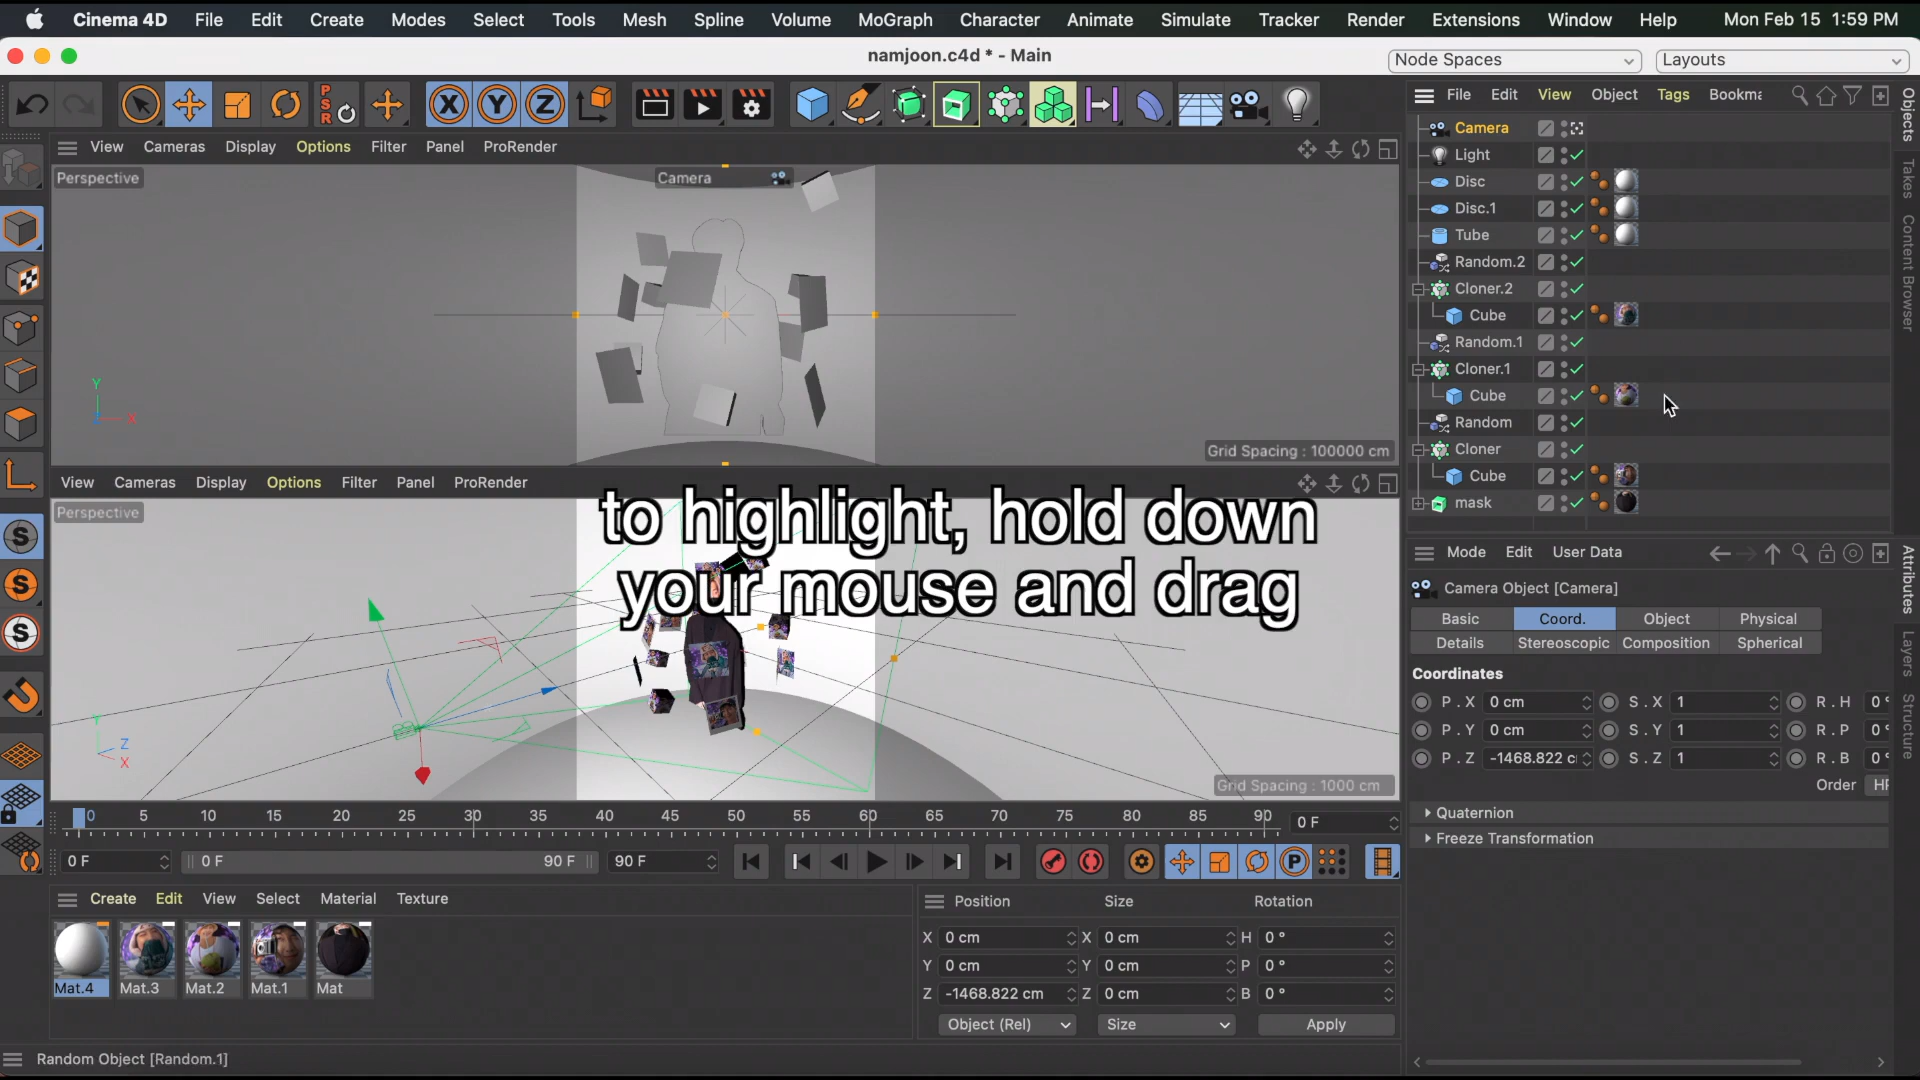 Cinema 4D File Edit Create Modes Select Tools Mesh Spline Volume MoGraph Character Animate Simulate Tracker Render Extensions Window Help Mon Feb 15 1:59 PM
namjoon.c4d * - Main
Node Spaces Layouts
PSR X Y Z
File Edit View Object Tags Bookma
Objects
Takes
Content Browser
View Cameras Display Options Filter Panel ProRender
Perspective
Camera
Y
X
Grid Spacing : 100000 cm
Camera
Light
Disc
Disc.1
Tube
Random.2
Cloner.2
Cube
Random.1
Cloner.1
Cube
Random
Cloner
Cube
mask
View Cameras Display Options Filter Panel ProRender
Perspective
to highlight, hold down
your mouse and drag
Y
Z
X
Grid Spacing : 1000 cm
S
S
S
Mode Edit User Data
Attributes
Layers
Structure
Camera Object [Camera]
Basic Coord. Object Physical
Details Stereoscopic Composition Spherical
Coordinates
P . X 0 cm S . X 1 R . H 0 °
P . Y 0 cm S . Y 1 R . P 0 °
P . Z -1468.822 c S . Z 1 R . B 0 °
Order
Quaternion
Freeze Transformation
0 5 10 15 20 25 30 35 40 45 50 55 60 65 70 75 80 85 90 0 F
0 F 0 F 90 F 90 F P
Create Edit View Select Material Texture
Mat.4 Mat.3 Mat.2 Mat.1 Mat
Position Size Rotation
X 0 cm X 0 cm H 0 °
Y 0 cm Y 0 cm P 0 °
Z -1468.822 cm Z 0 cm B 0 °
Object (Rel) Size Apply
Random Object [Random.1]